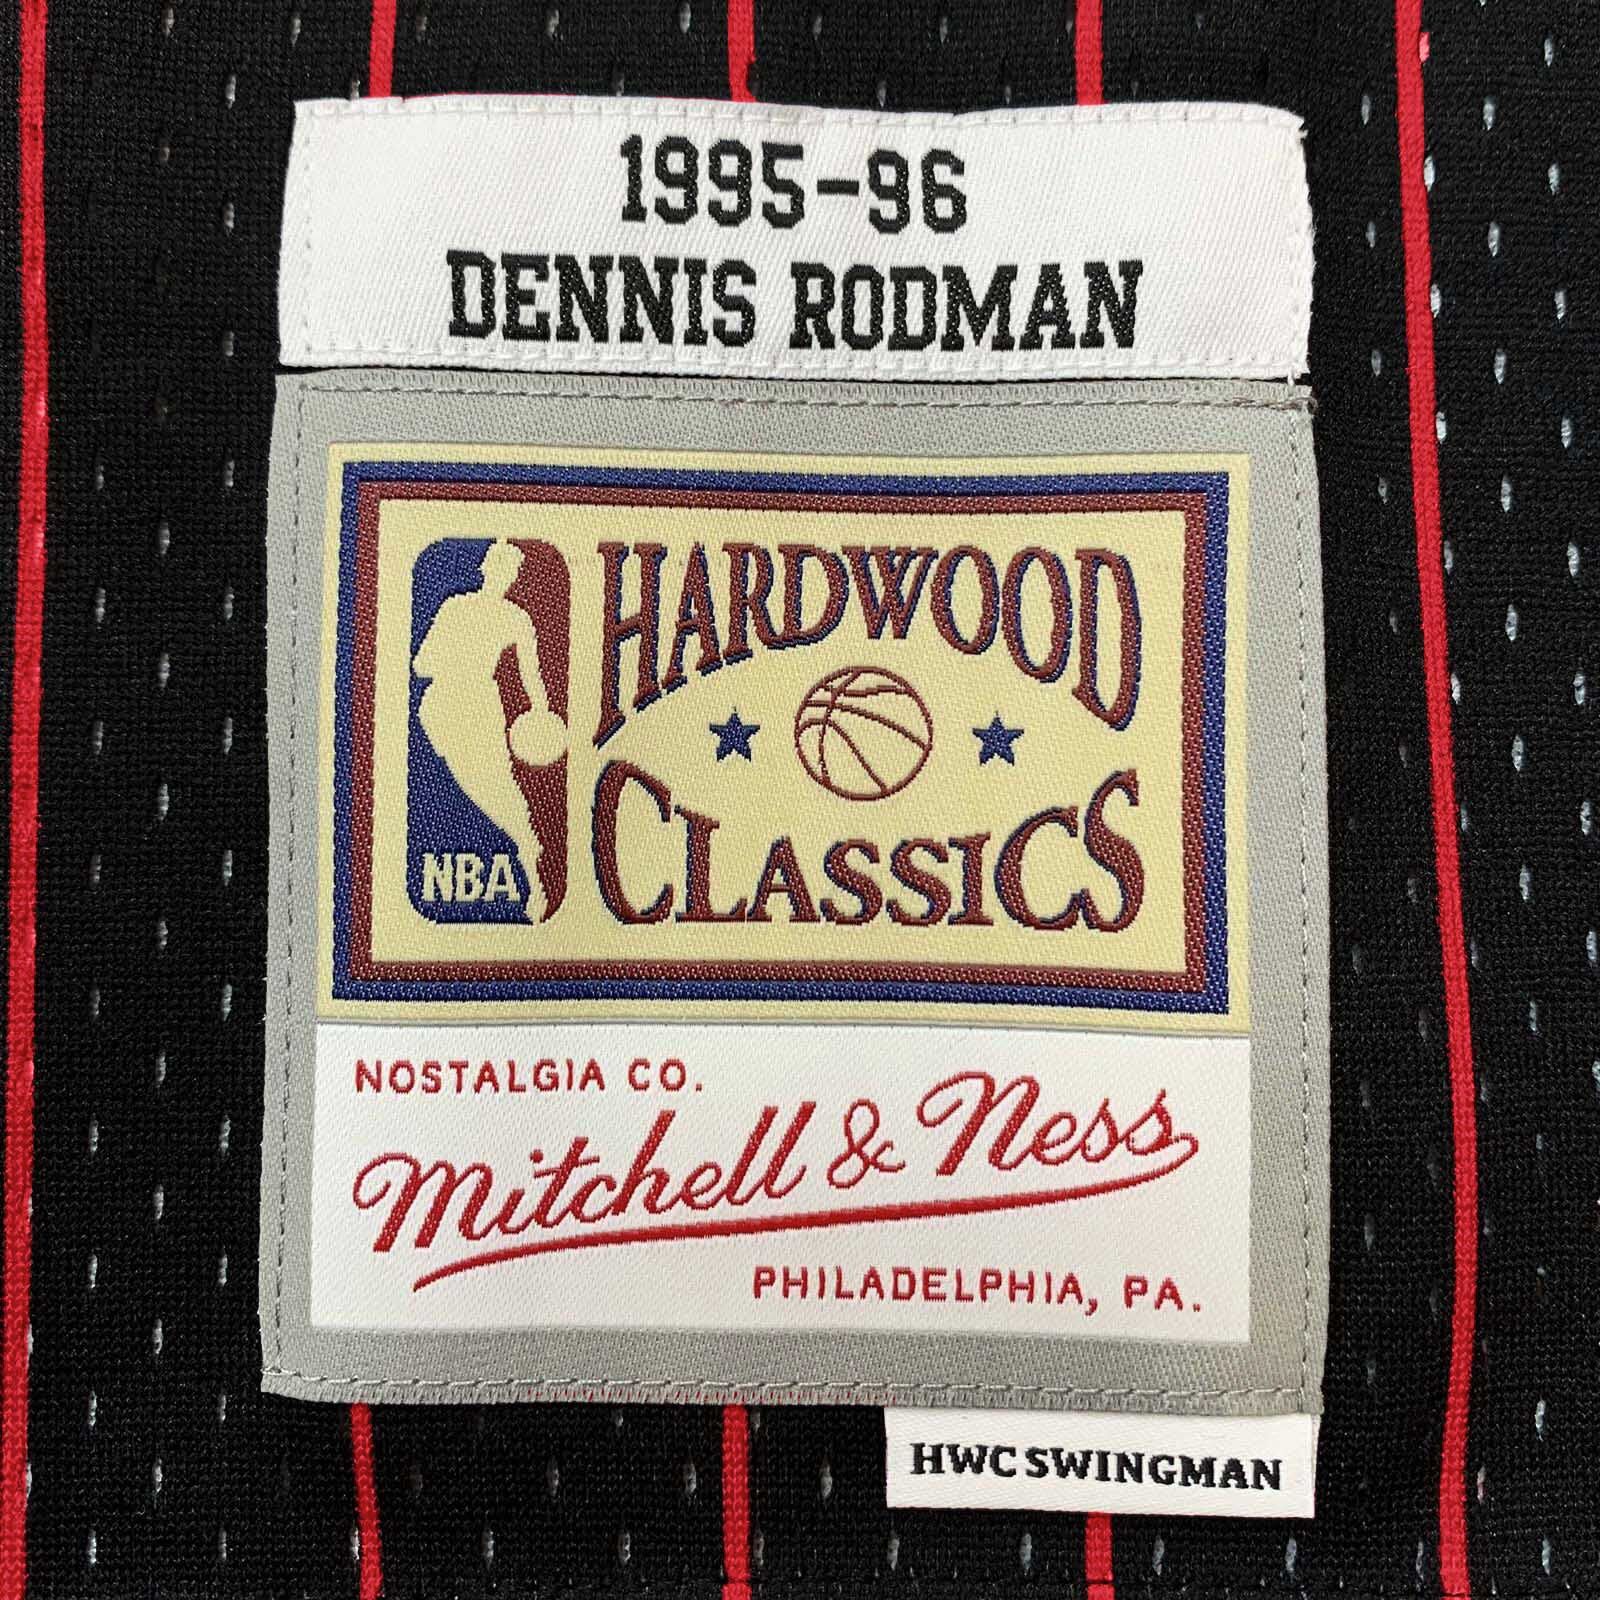 1995-96
DENNIS RODMAN
HARDWOOD
CLASSICS
NBA
NOSTALGIA CO.
Mitchell & Ness
PHILADELPHIA, PA.
HWC SWINGMAN